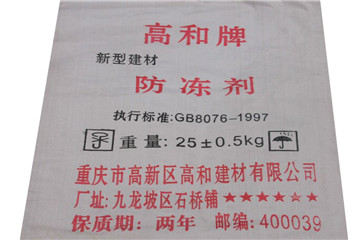 高和牌
新型建材
防冻剂
执行标准:GB8076-1997
重量:25±0.5kg
重庆市高新区高和建材有限公司
厂址:九龙坡区石桥铺★★★★★★
保质期:两年 邮编:400039